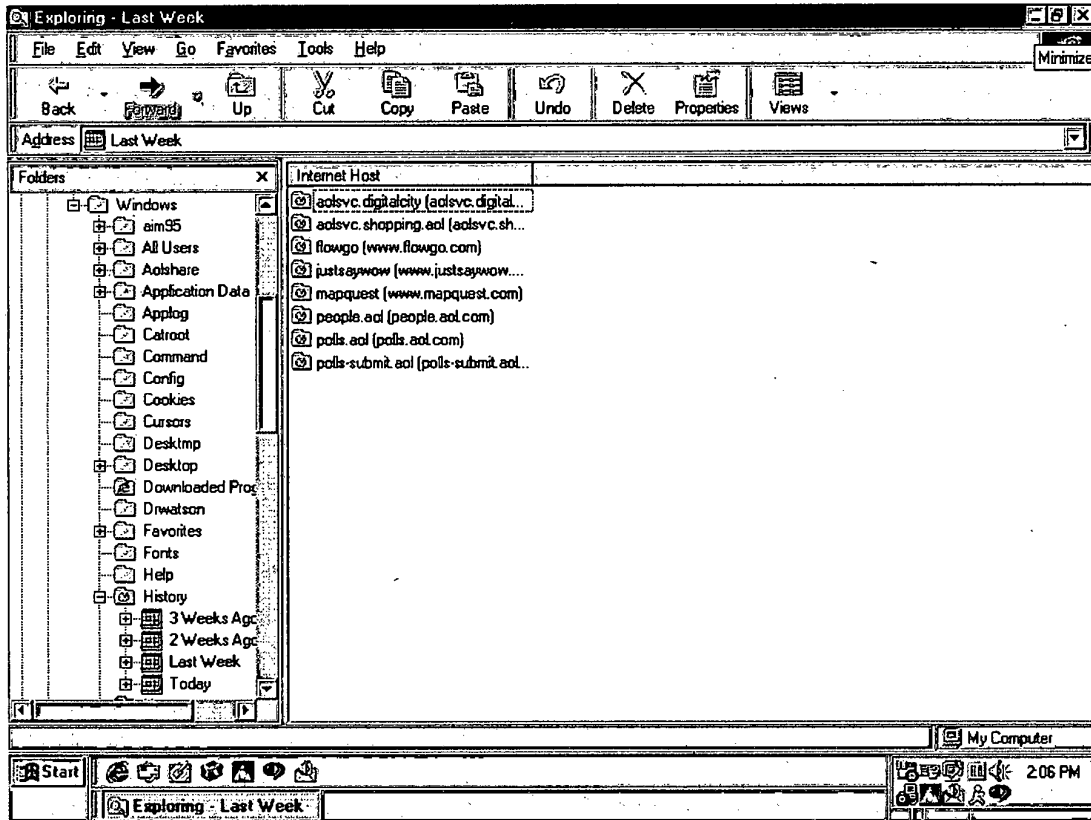 Exploring - Last Week
File Edit View Go Favorites Tools Help
Minimize
Back Forward Up Cut Copy Paste Undo Delete Properties Views
Address Last Week
Folders
Internet Host
Windows
aim95
All Users
Aolshare
Application Data
Applog
Catroot
Command
Config
Cookies
Cursors
Desktmp
Desktop
Downloaded Prog
Drwatson
Favorites
Fonts
Help
History
3 Weeks Ago
2 Weeks Ago
Last Week
Today
aolsvc.digitalcity (aolsvc.digital...
aolsvc.shopping.aol (aolsvc.sh...
flowgo (www.flowgo.com)
justsaywow (www.justsaywow....
mapquest (www.mapquest.com)
people.aol (people.aol.com)
polls.aol (polls.aol.com)
polls-submit.aol (polls-submit.aol...
My Computer
Start
2:06 PM
Exploring - Last Week